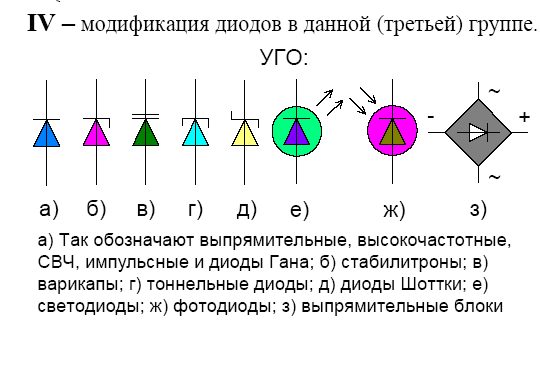 IV – модификация диодов в данной (третьей) группе.
УГО:
~
- +
~
а) б) в) г) д) е) ж) з)
а) Так обозначают выпрямительные, высокочастотные,
СВЧ, импульсные и диоды Гана; б) стабилитроны; в)
варикапы; г) тоннельные диоды; д) диоды Шоттки; е)
светодиоды; ж) фотодиоды; з) выпрямительные блоки